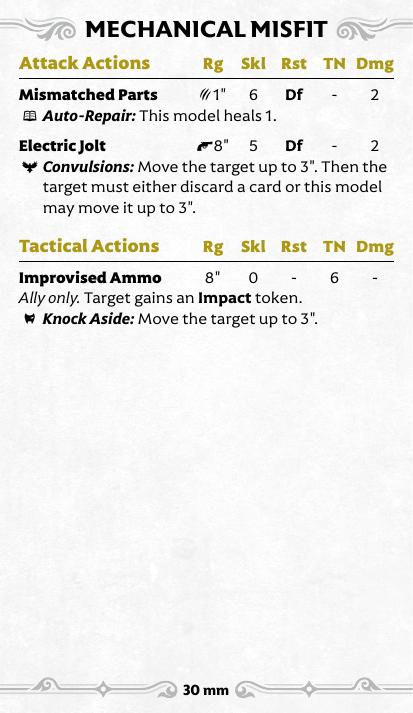 MECHANICAL MISFIT
Attack Actions Rg Skl Rst TN Dmg
Mismatched Parts 1" 6 Df - 2
Auto-Repair: This model heals 1.
Electric Jolt 8" 5 Df - 2
Convulsions: Move the target up to 3". Then the
target must either discard a card or this model
may move it up to 3".
Tactical Actions Rg Skl Rst TN Dmg
Improvised Ammo 8" 0 - 6 -
Ally only. Target gains an Impact token.
Knock Aside: Move the target up to 3".
30 mm